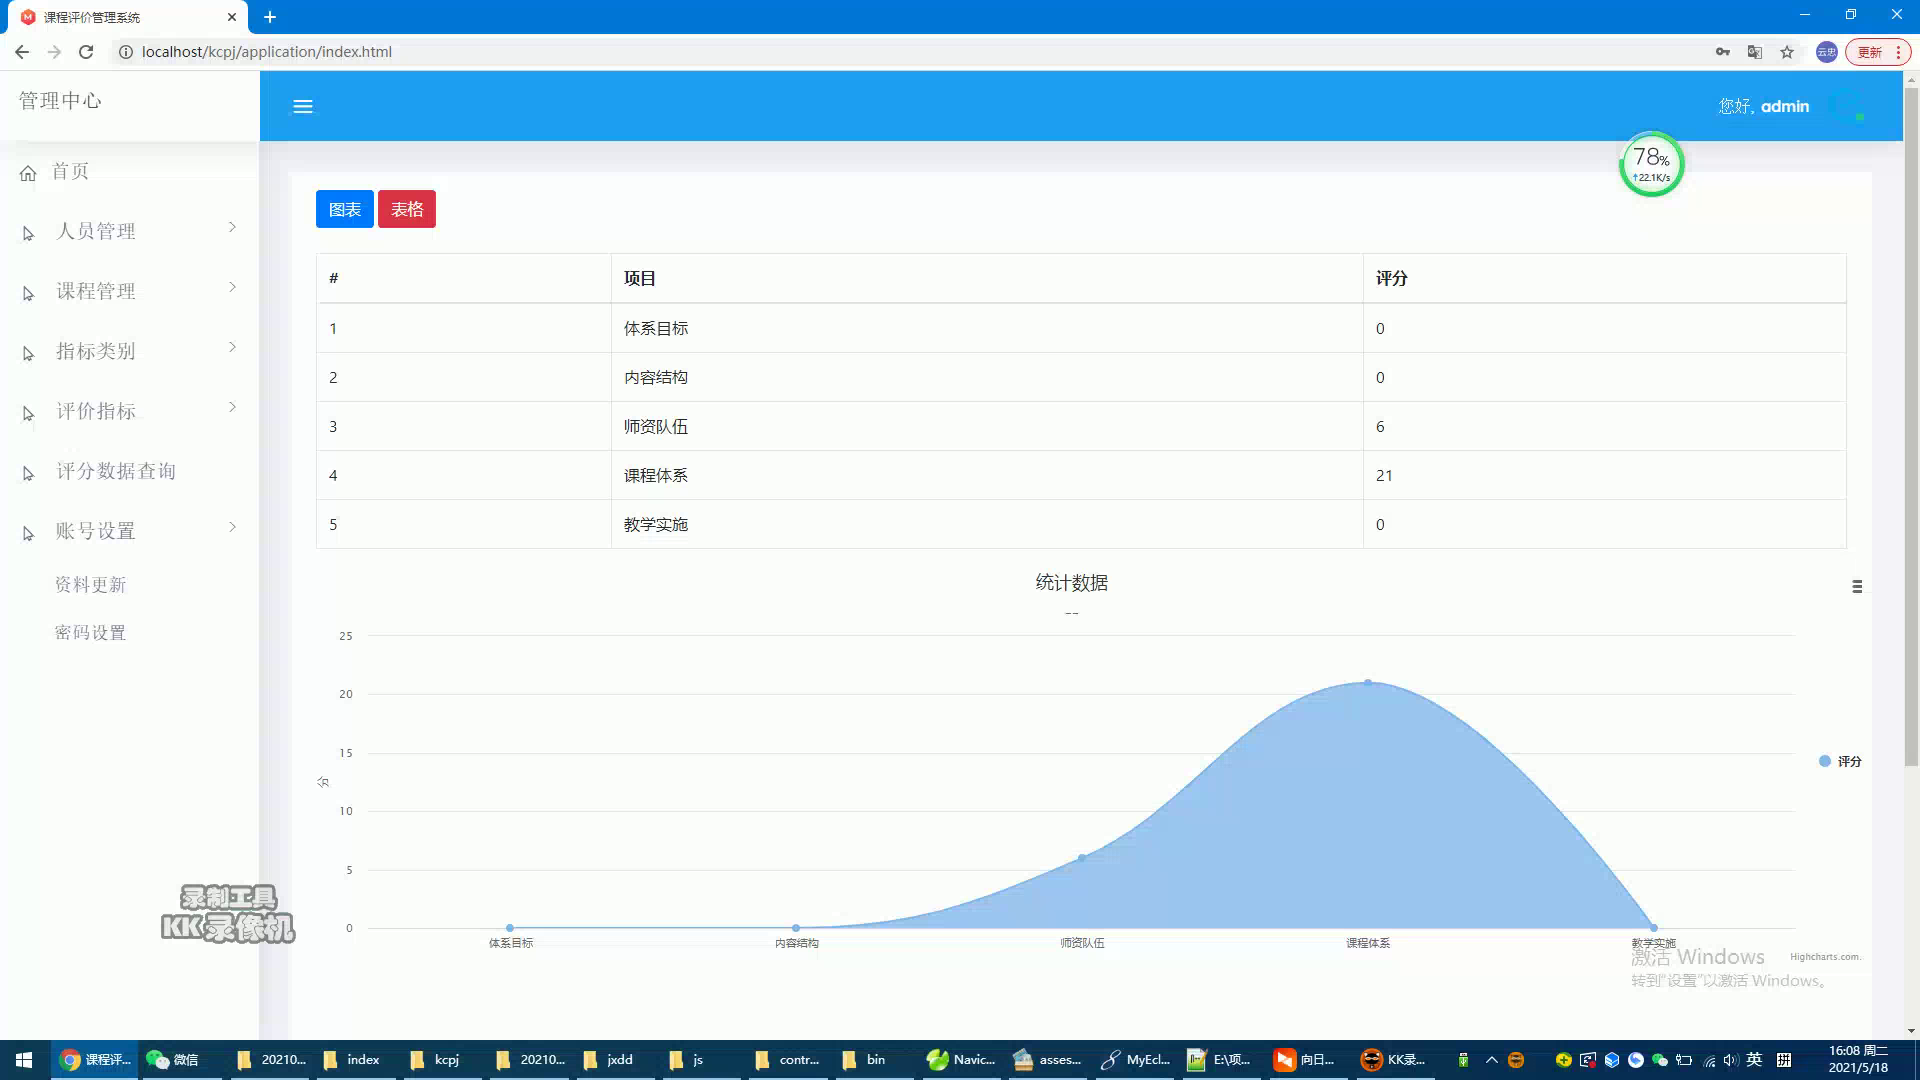 课程评价管理系统
localhost/kcpj/application/index.html
云忠
更新
管理中心
您好, admin
78%
↑22.1K/s
首页
人员管理
课程管理
指标类别
评价指标
评分数据查询
账号设置
资料更新
密码设置
图表 表格
# 项目 评分
1 体系目标 0
2 内容结构 0
3 师资队伍 6
4 课程体系 21
5 教学实施 0
统计数据
--
25
20
15
10
5
0
分
评分
体系目标 内容结构 师资队伍 课程体系 教学实施
Highcharts.com.
激活 Windows
转到“设置”以激活 Windows。
录制工具
KK录像机
课程评... 微信 20210... index kcpj 20210... jxdd js contr... bin Navic... asses... MyEcl... E:\项... 向日... KK录... 英 拼
16:08 周二
2021/5/18